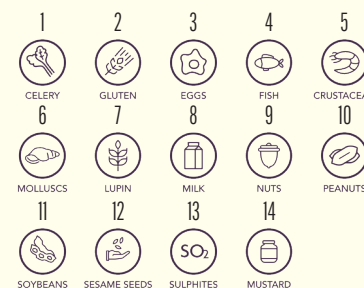 1 2 3 4 5
CELERY GLUTEN EGGS FISH CRUSTACEA
6 7 8 9 10
MOLLUSCS LUPIN MILK NUTS PEANUTS
11 12 13 14
SO₂
SOYBEANS SESAME SEEDS SULPHITES MUSTARD